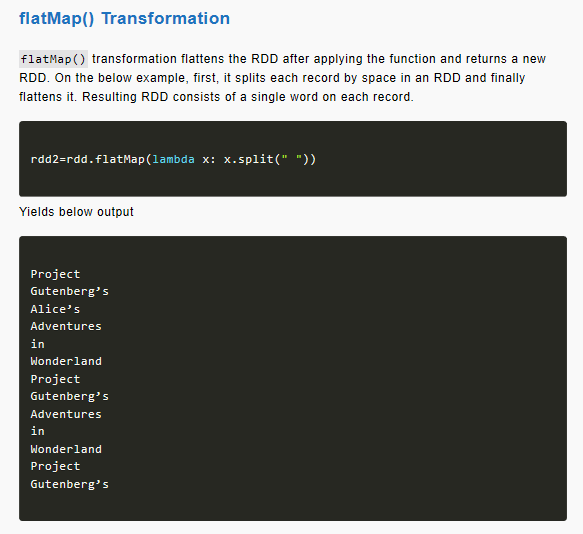 flatMap() Transformation
flatMap() transformation flattens the RDD after applying the function and returns a new
RDD. On the below example, first, it splits each record by space in an RDD and finally
flattens it. Resulting RDD consists of a single word on each record.
rdd2=rdd.flatMap(lambda x: x.split(" "))
Yields below output
Project
Gutenberg’s
Alice’s
Adventures
in
Wonderland
Project
Gutenberg’s
Adventures
in
Wonderland
Project
Gutenberg’s